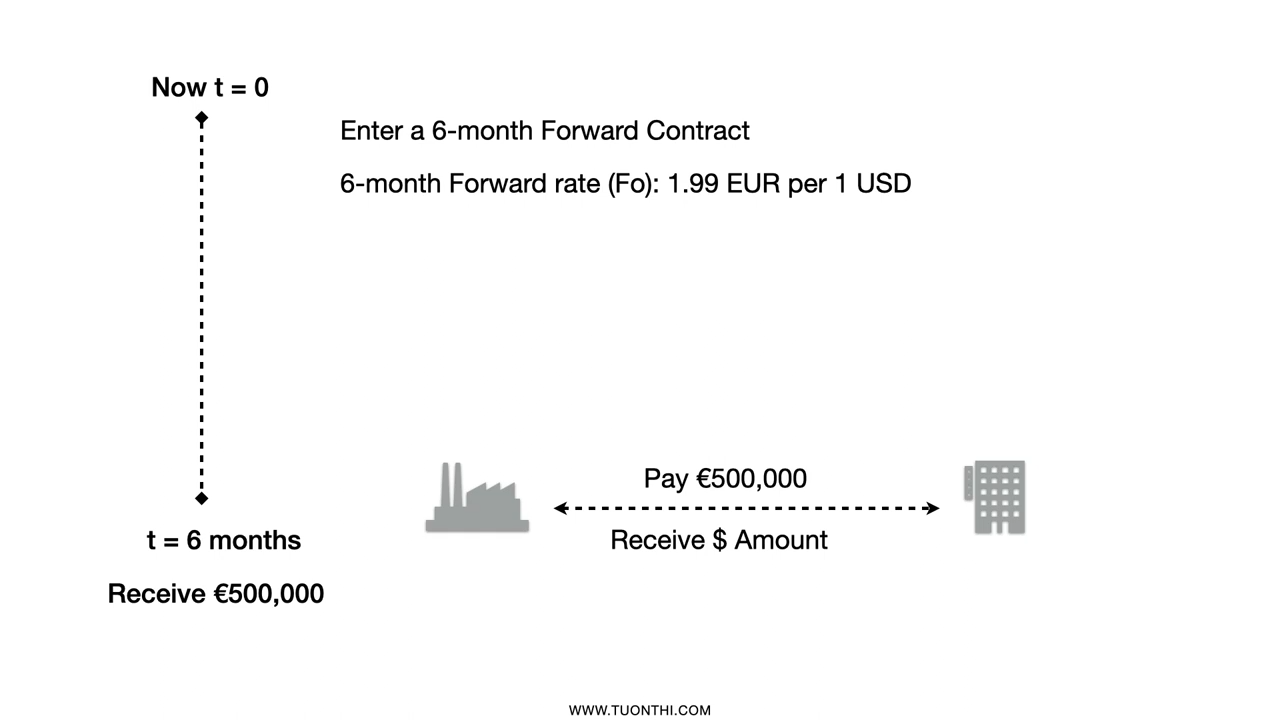 Now t = 0
Enter a 6-month Forward Contract
6-month Forward rate (Fo): 1.99 EUR per 1 USD
Pay €500,000
Receive $ Amount
t = 6 months
Receive €500,000
WWW.TUONTHI.COM